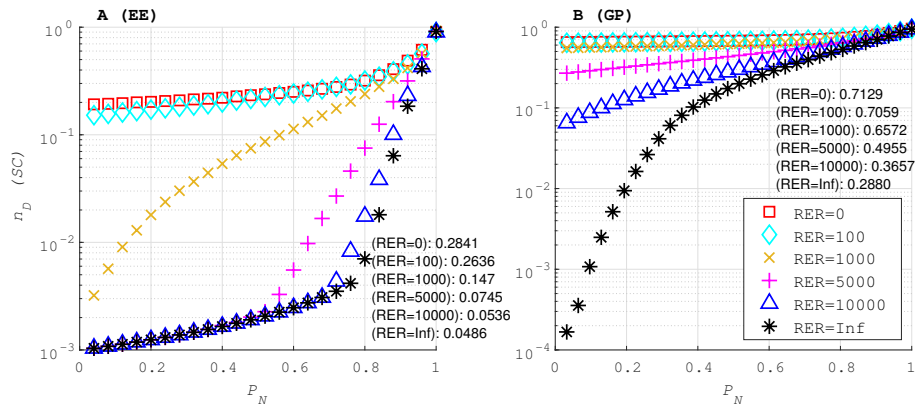 A (EE)
10^0
10^-1
10^-2
10^-3
n_D (SC)
0.2
0.4
0.6
0.8
1
P_N
(RER=0): 0.2841
(RER=100): 0.2636
(RER=1000): 0.147
(RER=5000): 0.0745
(RER=10000): 0.0536
(RER=Inf): 0.0486
B (GP)
10^0
10^-1
10^-2
10^-3
10^-4
0.2
0.4
0.6
0.8
1
P_N
(RER=0): 0.7129
(RER=100): 0.7059
(RER=1000): 0.6572
(RER=5000): 0.4955
(RER=10000): 0.3657
(RER=Inf): 0.2880
RER=0
RER=100
RER=1000
RER=5000
RER=10000
RER=Inf